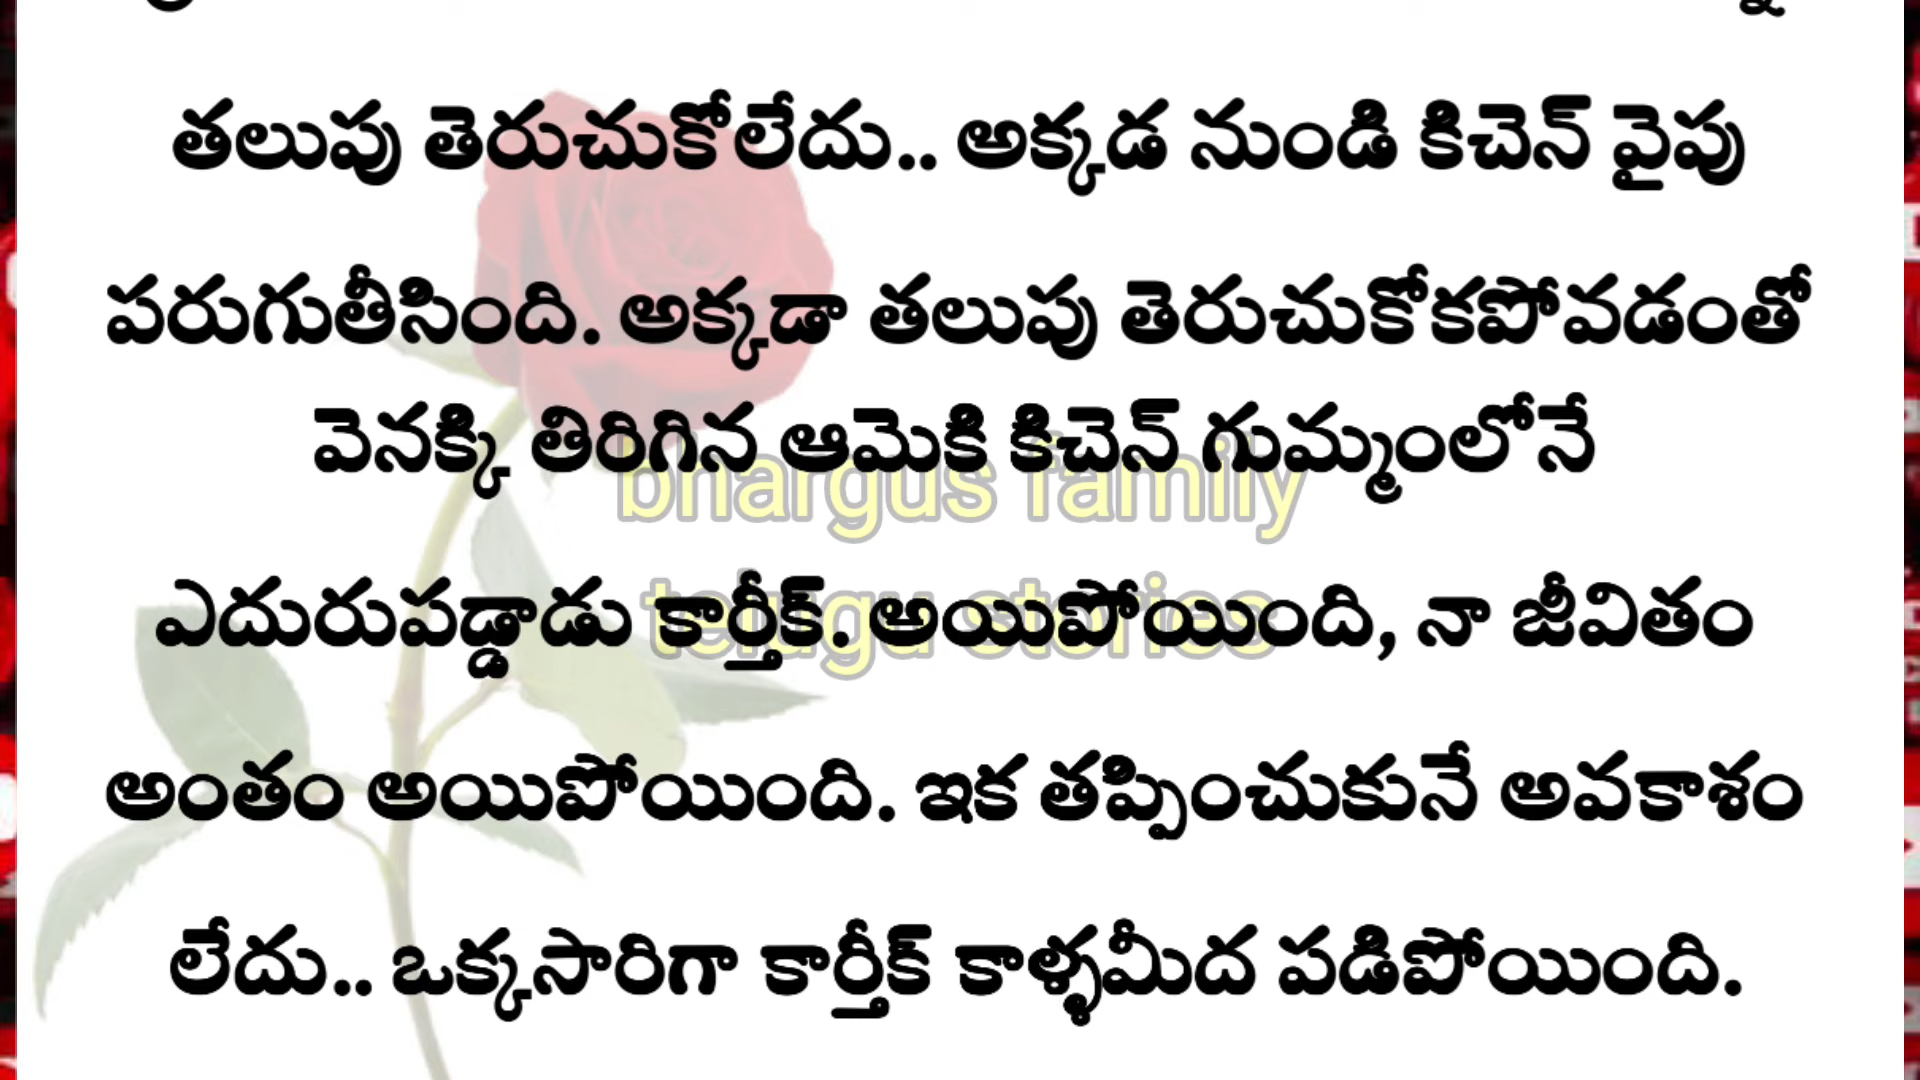 తలుపు తెరుచుకోలేదు.. అక్కడ నుండి కిచెన్ వైపు
పరుగుతీసింది. అక్కడా తలుపు తెరుచుకోకపోవడంతో
వెనక్కి తిరిగిన ఆమెకి కిచెన్ గుమ్మంలోనే
bhargus family
ఎదురుపడ్డాడు కార్తీక్. అయిపోయింది, నా జీవితం
telugu stories
అంతం అయిపోయింది. ఇక తప్పించుకునే అవకాశం
లేదు.. ఒక్కసారిగా కార్తీక్ కాళ్ళమీద పడిపోయింది.